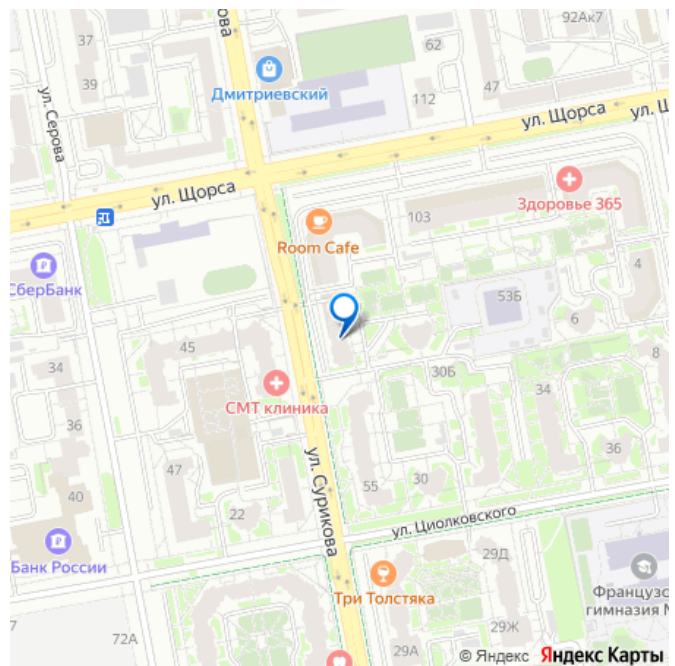 ова
92Ак7
37
62
39
Дмитриевский
112
47
ул. Щорса
ул. Щ
ул. Серова
ул. Щорса
Здоровье 365
103
Room Cafe
СберБанк
53Б
4
6
45
34
30Б
8
34
СМТ клиника
36
ул. Сурикова
36
47
30
55
40
22
ул. Циолковского
29Д
Банк России
Три Толстяка
Французс
гимназия №
7
72А
29Ж
29А
© Яндекс Яндекс Карты